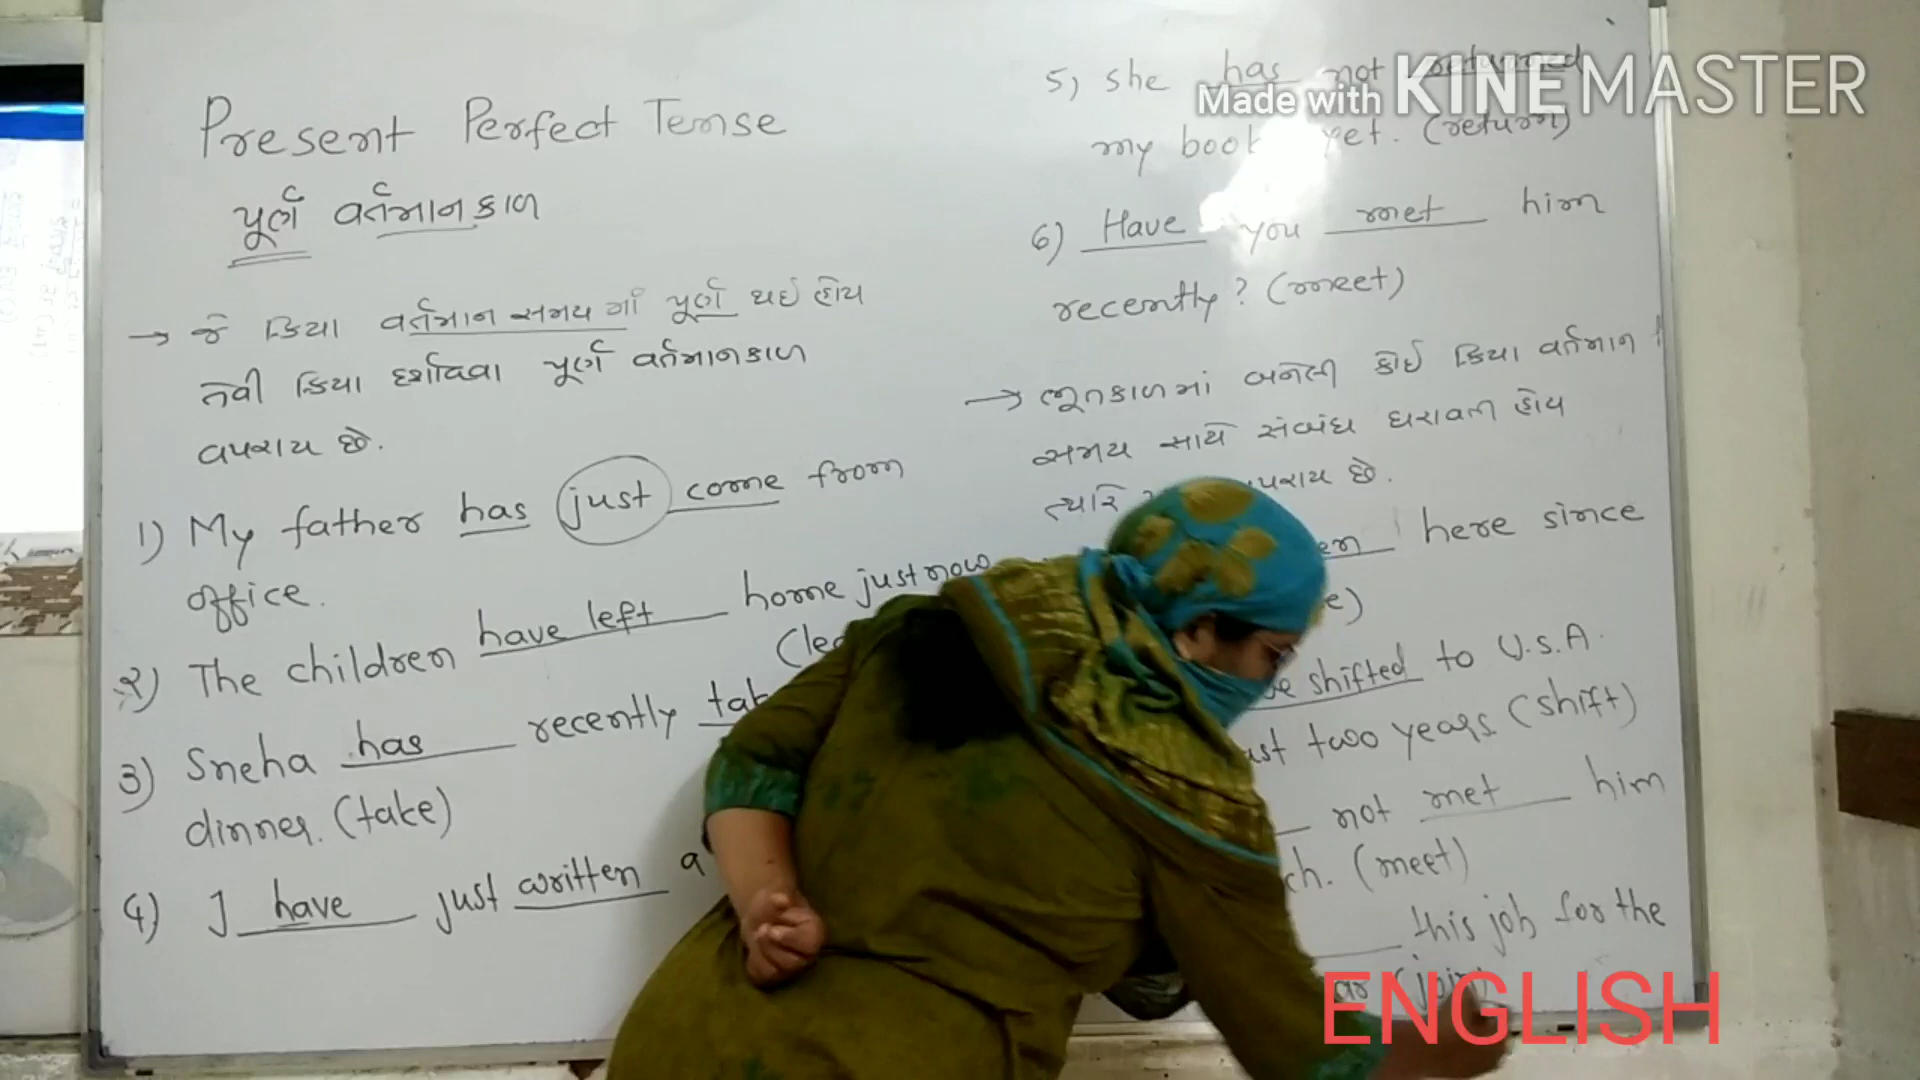 Present Perfect Tense
પૂર્ણ વર્તમાનકાળ
→ જે ક્રિયા વર્તમાન સમય માં પૂર્ણ થઈ હોય
તેવી ક્રિયા દર્શાવવા પૂર્ણ વર્તમાનકાળ
વપરાય છે.
1) My father has just come from
office.
2) The children have left home just now
3) Sneha has recently
dinner. (take)
4) I have just written a
5) She has not returned
my book yet. (return)
6) Have you met him
recently? (meet)
→ ભૂતકાળમાં બનેલી કોઈ ક્રિયા વર્તમાન
સમય સાથે સંબંધ ધરાવતી હોય
ત્યારે વપરાય છે.
here since
shifted to U.S.A.
two years (shift)
not met him
(meet)
this job for the
(join)
Made with KINEMASTER
ENGLISH